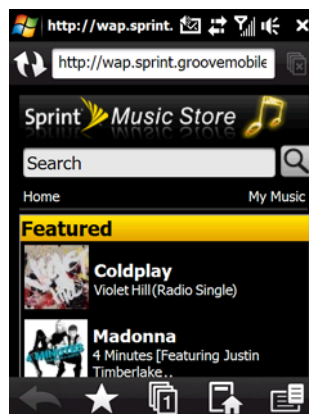 http://wap.sprint.
http://wap.sprint.groovemobile
Sprint Music Store
Search
Home My Music
Featured
Coldplay
Violet Hill(Radio Single)
Madonna
4 Minutes [Featuring Justin
Timberlake..
1